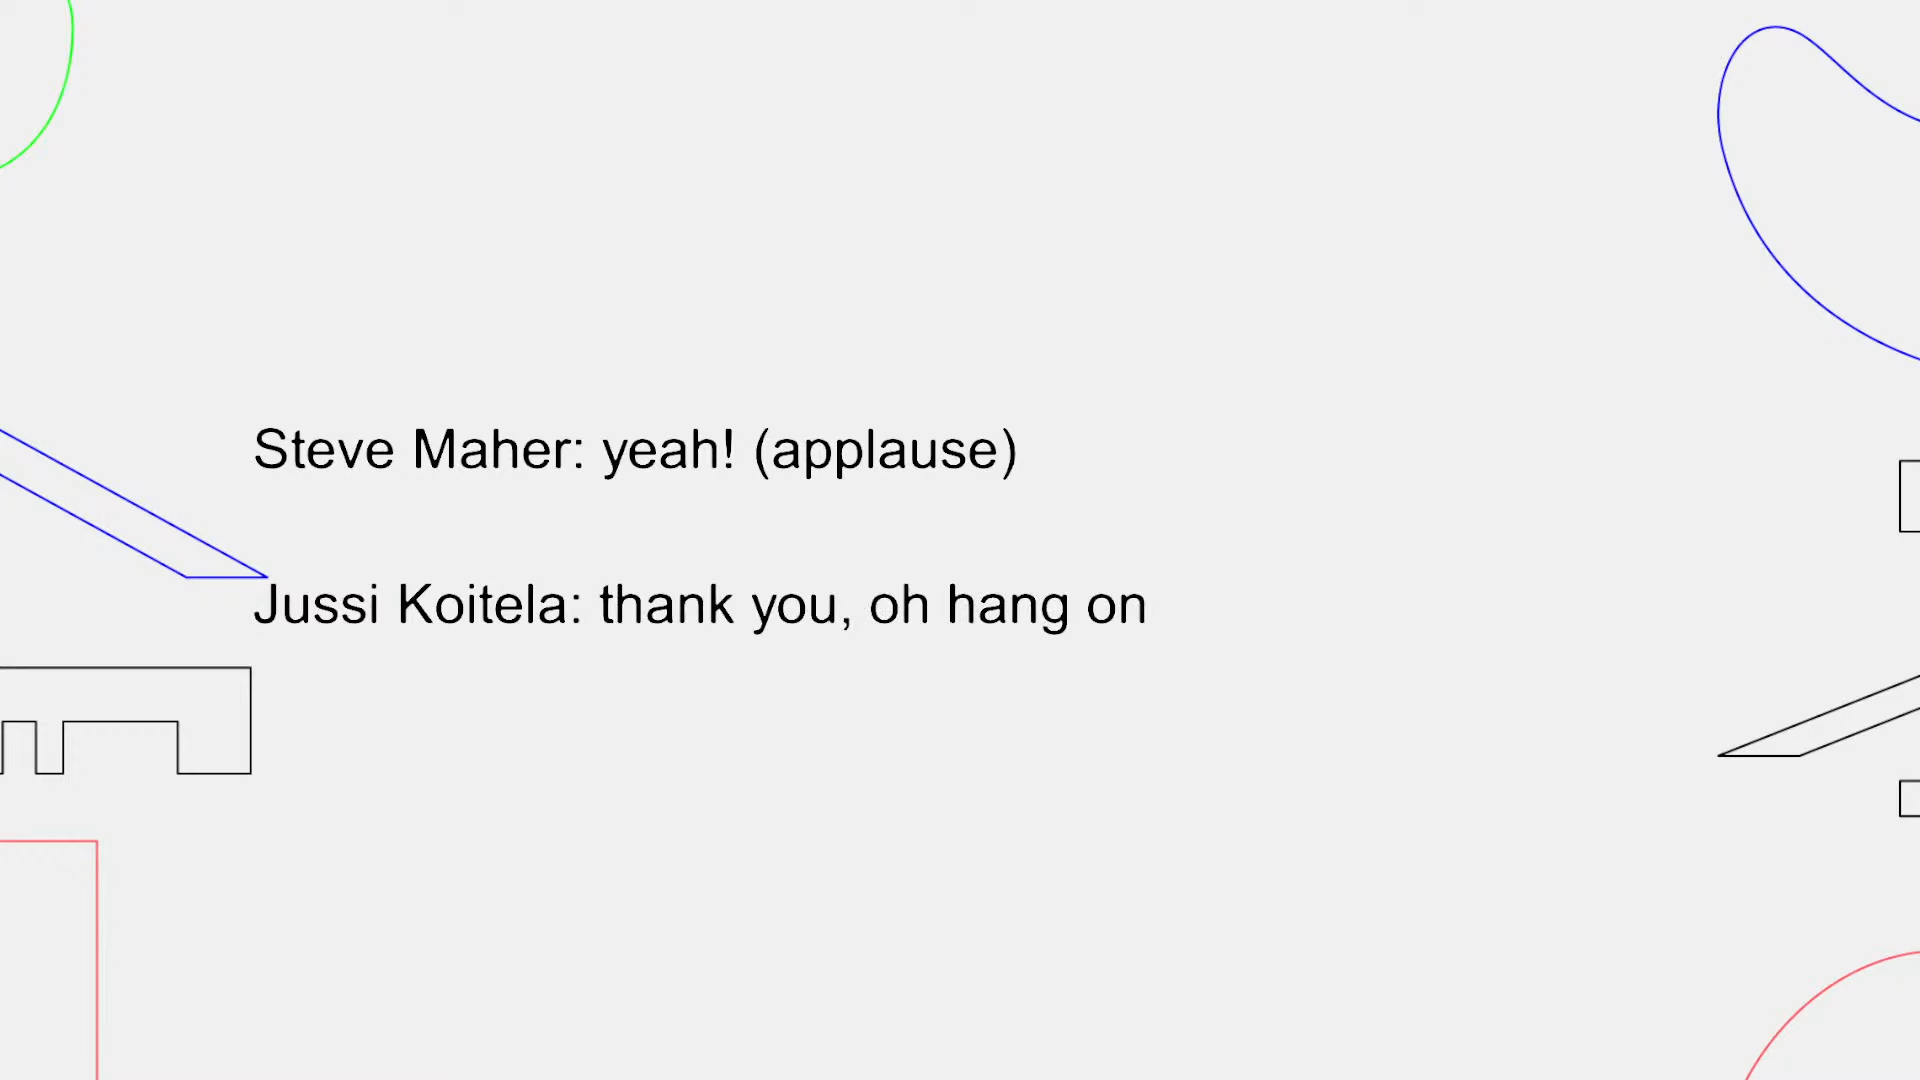 Steve Maher: yeah! (applause)
Jussi Koitela: thank you, oh hang on